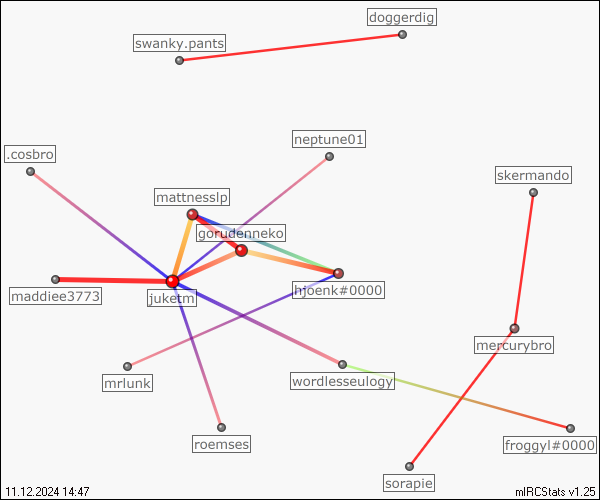 doggerdig
swanky.pants
neptune01
.cosbro
skermando
mattnesslp
gorudenneko
hjoenk#0000
maddiee3773
juketm
mercurybro
mrlunk
wordlesseulogy
roemses
froggyl#0000
sorapie
11.12.2024 14:47
mIRCStats v1.25